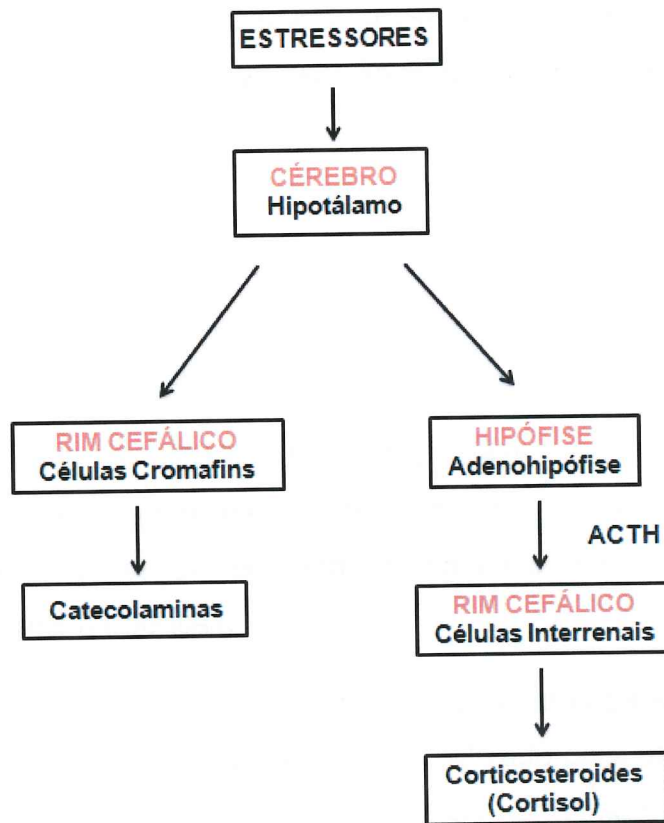 ESTRESSORES
CÉREBRO
Hipotálamo
RIM CEFÁLICO
Células Cromafins
Catecolaminas
HIPÓFISE
Adenohipófise
ACTH
RIM CEFÁLICO
Células Interrenais
Corticosteroides
(Cortisol)